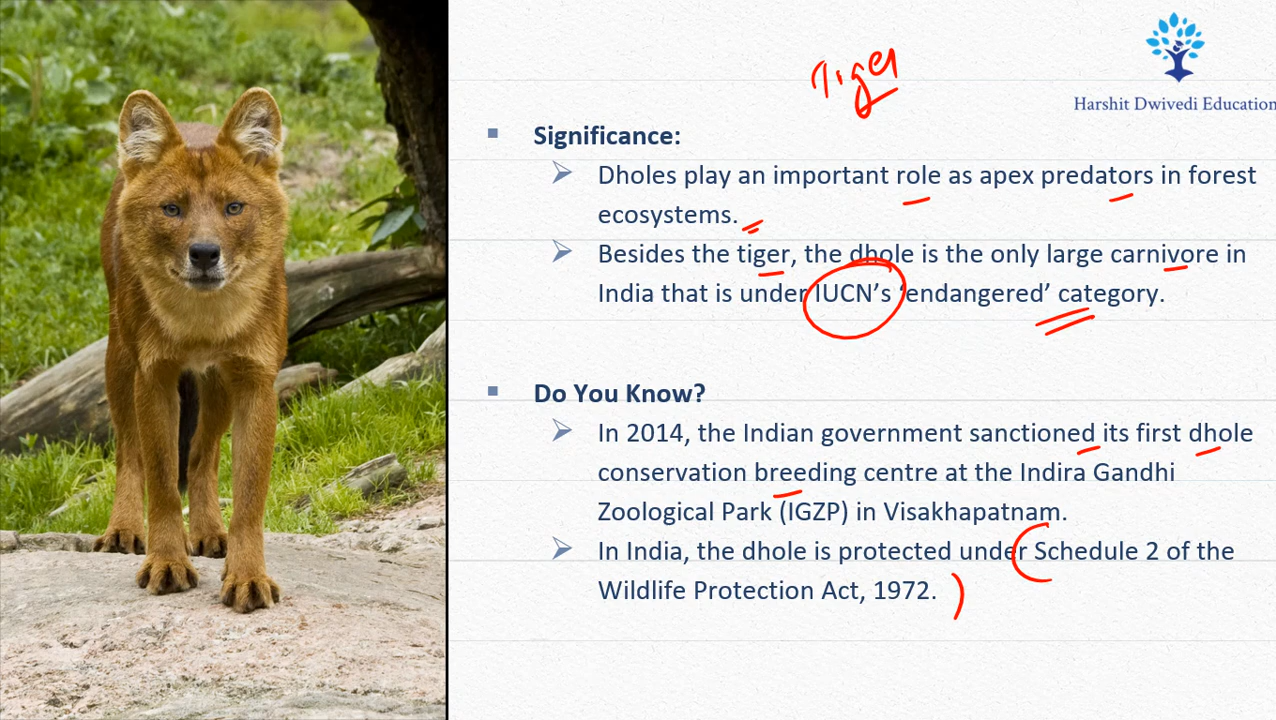 Tiger
Harshit Dwivedi Education
Significance:
Dholes play an important role as apex predators in forest
ecosystems.
Besides the tiger, the dhole is the only large carnivore in
India that is under IUCN’s ‘endangered’ category.
Do You Know?
In 2014, the Indian government sanctioned its first dhole
conservation breeding centre at the Indira Gandhi
Zoological Park (IGZP) in Visakhapatnam.
In India, the dhole is protected under Schedule 2 of the
Wildlife Protection Act, 1972.